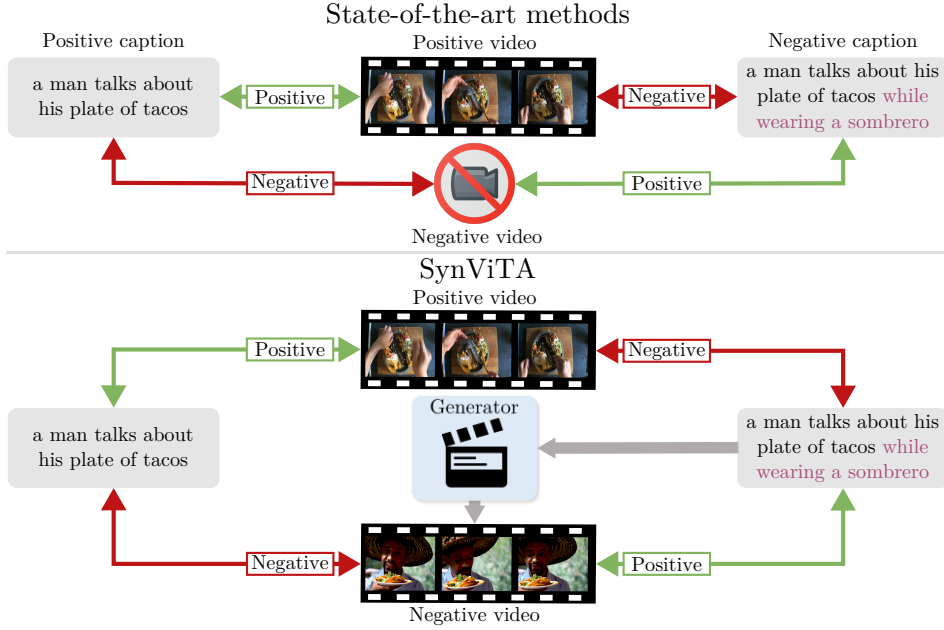 State-of-the-art methods
Positive caption
Positive video
Negative caption
a man talks about
his plate of tacos
Positive
Negative
a man talks about his
plate of tacos while
wearing a sombrero
Negative
Positive
Negative video
SynViTA
Positive video
Positive
Negative
Generator
a man talks about
his plate of tacos
a man talks about his
plate of tacos while
wearing a sombrero
Negative
Positive
Negative video